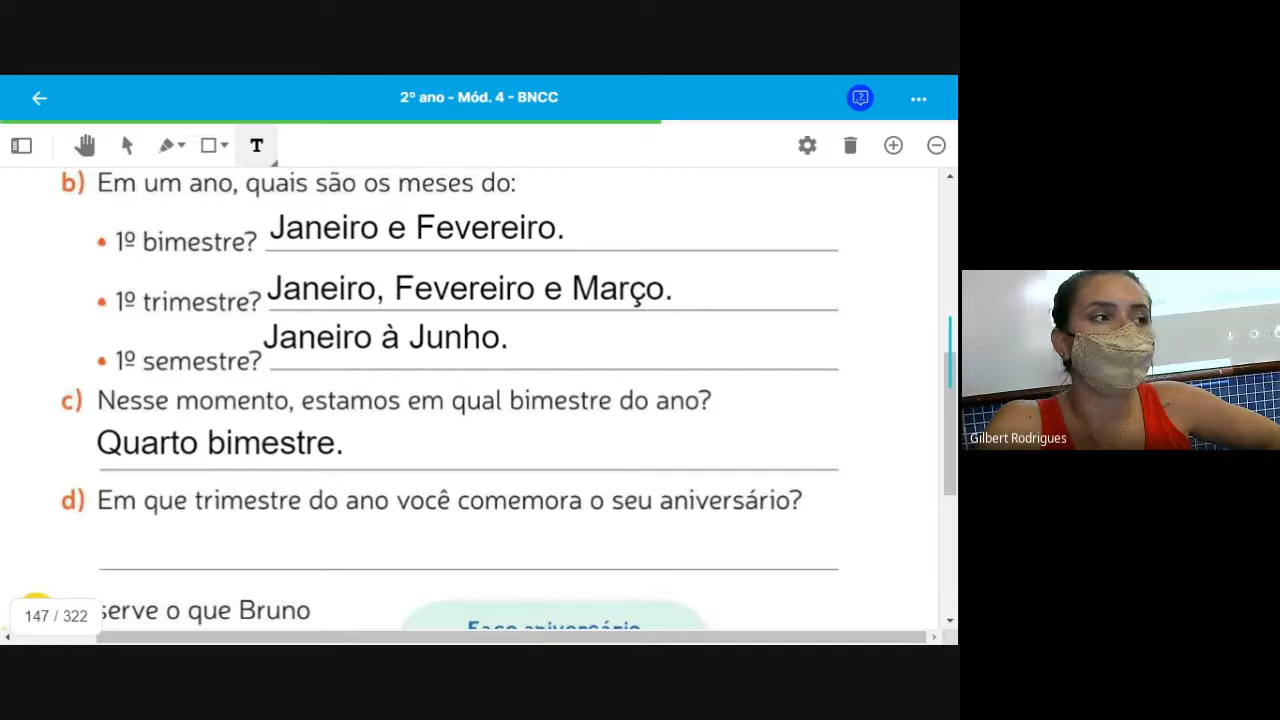 2º ano - Mód. 4 - BNCC
T
b) Em um ano, quais são os meses do:
• 1º bimestre? Janeiro e Fevereiro.
• 1º trimestre? Janeiro, Fevereiro e Março.
• 1º semestre? Janeiro à Junho.
c) Nesse momento, estamos em qual bimestre do ano?
Quarto bimestre.
d) Em que trimestre do ano você comemora o seu aniversário?
147 / 322
serve o que Bruno
Faço aniversário
Gilbert Rodrigues